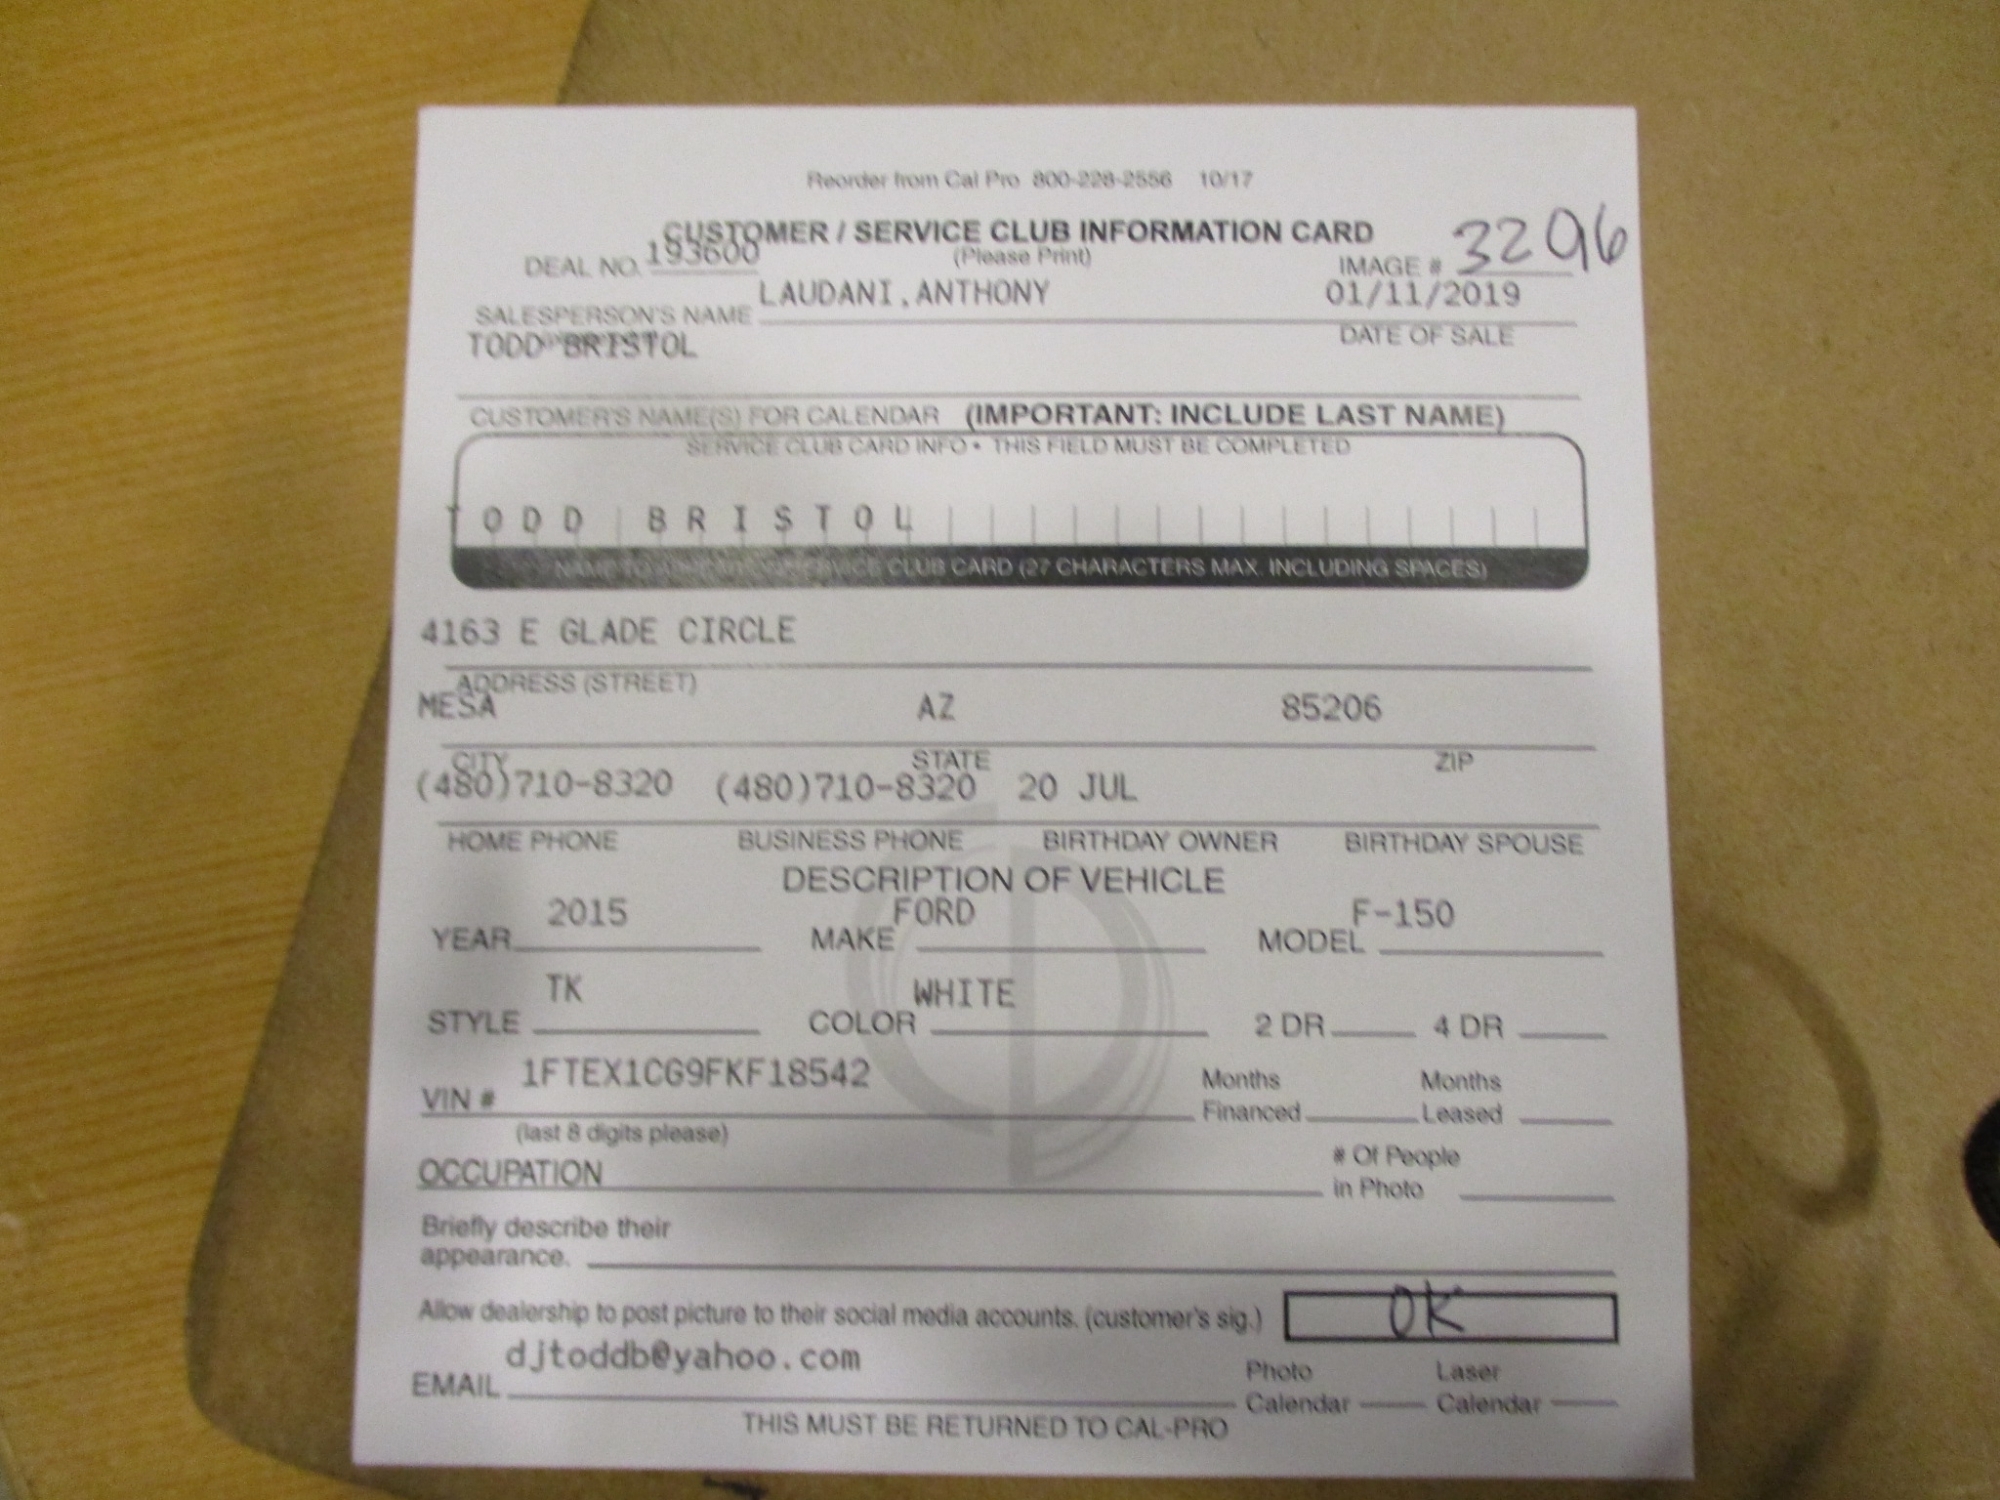 Reorder from Cal Pro 800-228-2556 10/17
CUSTOMER / SERVICE CLUB INFORMATION CARD
(Please Print)
DEAL NO. 193600
IMAGE # 3296
SALESPERSON'S NAME LAUDANI, ANTHONY
01/11/2019
DATE OF SALE
TODD BRISTOL
CUSTOMER'S NAME(S) FOR CALENDAR (IMPORTANT: INCLUDE LAST NAME)
SERVICE CLUB CARD INFO • THIS FIELD MUST BE COMPLETED
TODD BRISTOL
NAME TO SERVICE CLUB CARD (27 CHARACTERS MAX. INCLUDING SPACES)
4163 E GLADE CIRCLE
ADDRESS (STREET)
MESA AZ 85206
CITY STATE ZIP
(480)710-8320 (480)710-8320 20 JUL
HOME PHONE BUSINESS PHONE BIRTHDAY OWNER BIRTHDAY SPOUSE
DESCRIPTION OF VEHICLE
YEAR 2015 MAKE FORD MODEL F-150
STYLE TK COLOR WHITE 2 DR. 4 DR
VIN # 1FTEX1CG9FKF18542
(last 8 digits please)
Months Financed
Months Leased
OCCUPATION
# Of People in Photo
Briefly describe their
appearance.
Allow dealership to post picture to their social media accounts. (customer's sig.) OK
EMAIL djtoddb@yahoo.com
Photo Calendar
Laser Calendar
THIS MUST BE RETURNED TO CAL-PRO